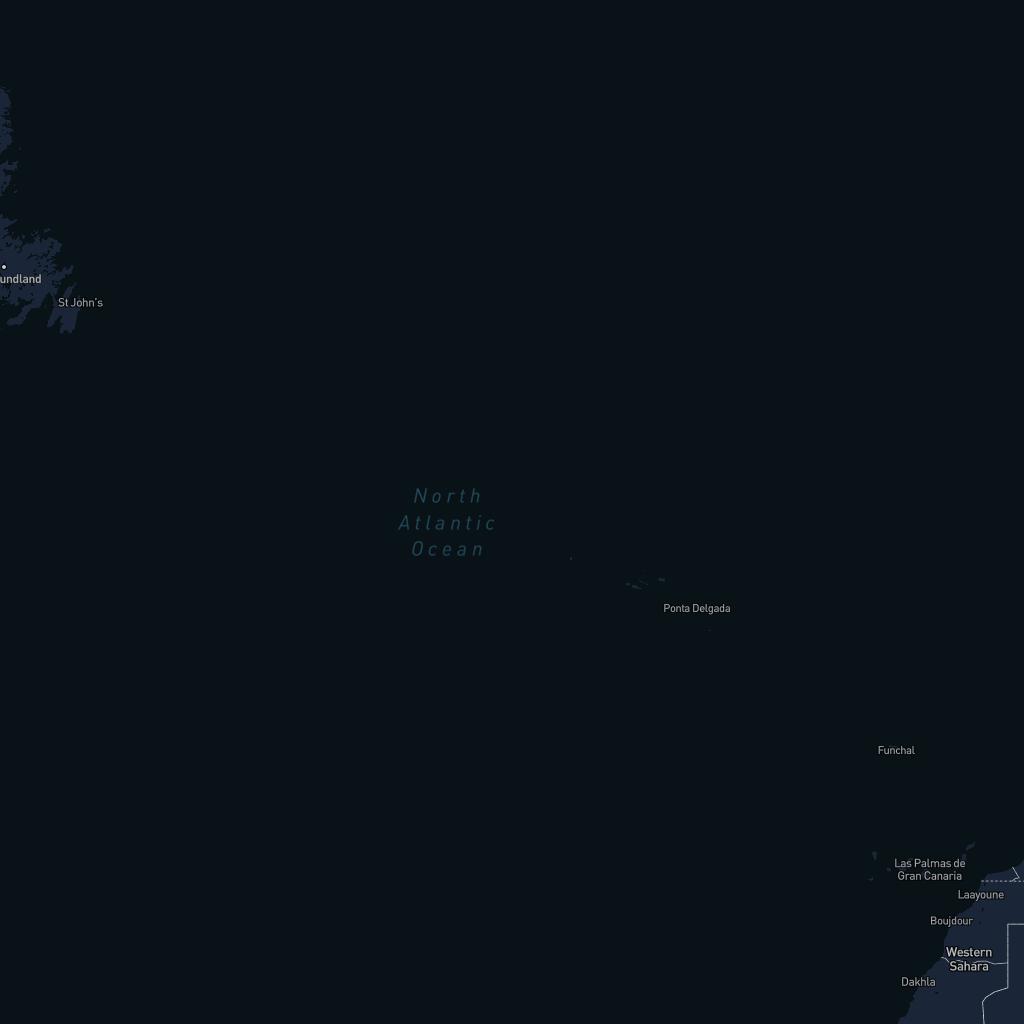 undland
St John's
North
Atlantic
Ocean
Ponta Delgada
Funchal
Las Palmas de
Gran Canaria
Laayoune
Boujdour
Western
Sahara
Dakhla